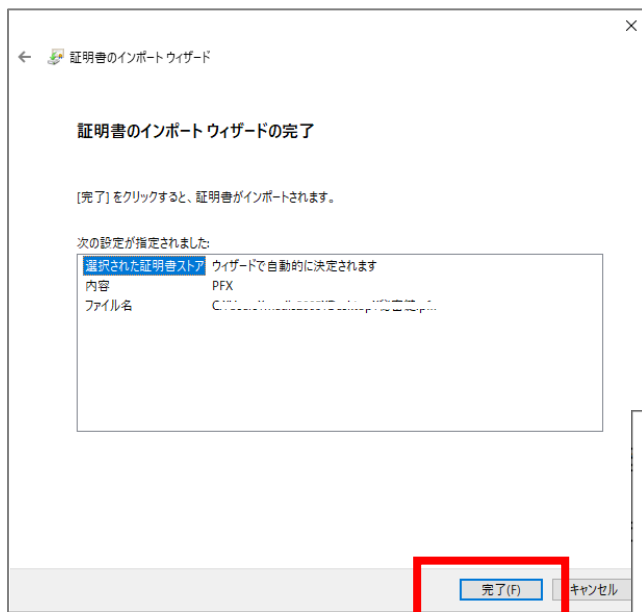 証明書のインポート ウィザード
証明書のインポート ウィザードの完了
[完了] をクリックすると、証明書がインポートされます。
次の設定が指定されました:
選択された証明書ストア ウィザードで自動的に決定されます
内容 PFX
ファイル名
完了(F) キャンセル